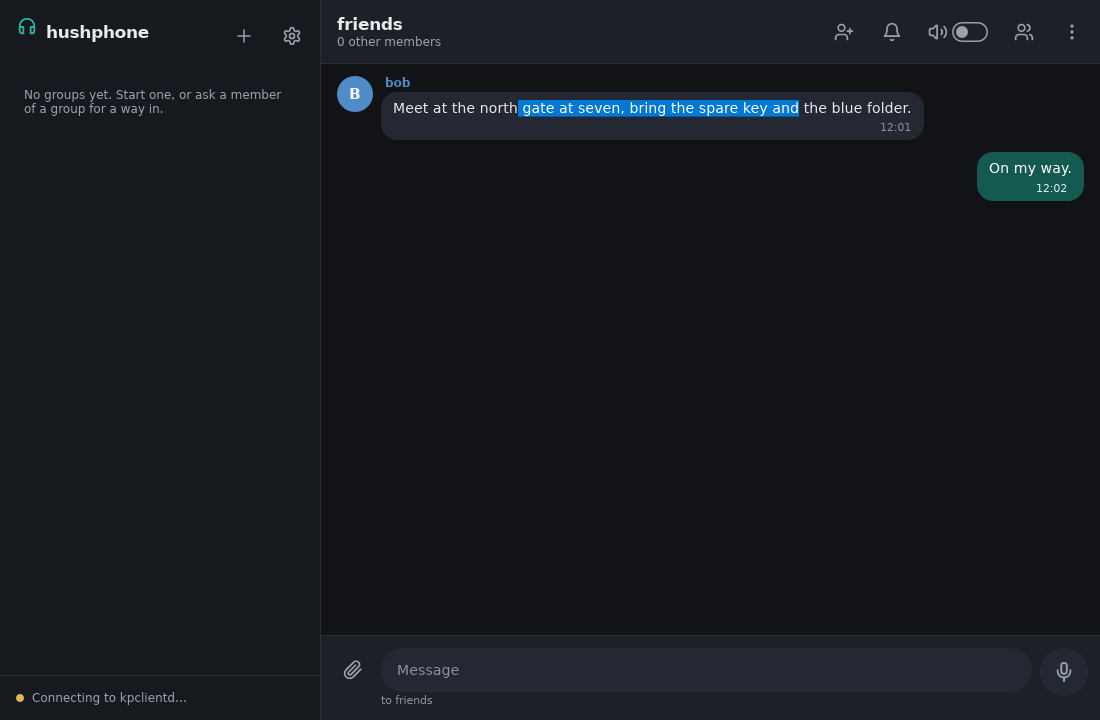 hushphone
No groups yet. Start one, or ask a member
of a group for a way in.
Connecting to kpclientd...
friends
0 other members
B
bob
Meet at the north gate at seven, bring the spare key and the blue folder.
12:01
On my way.
12:02
Message
to friends